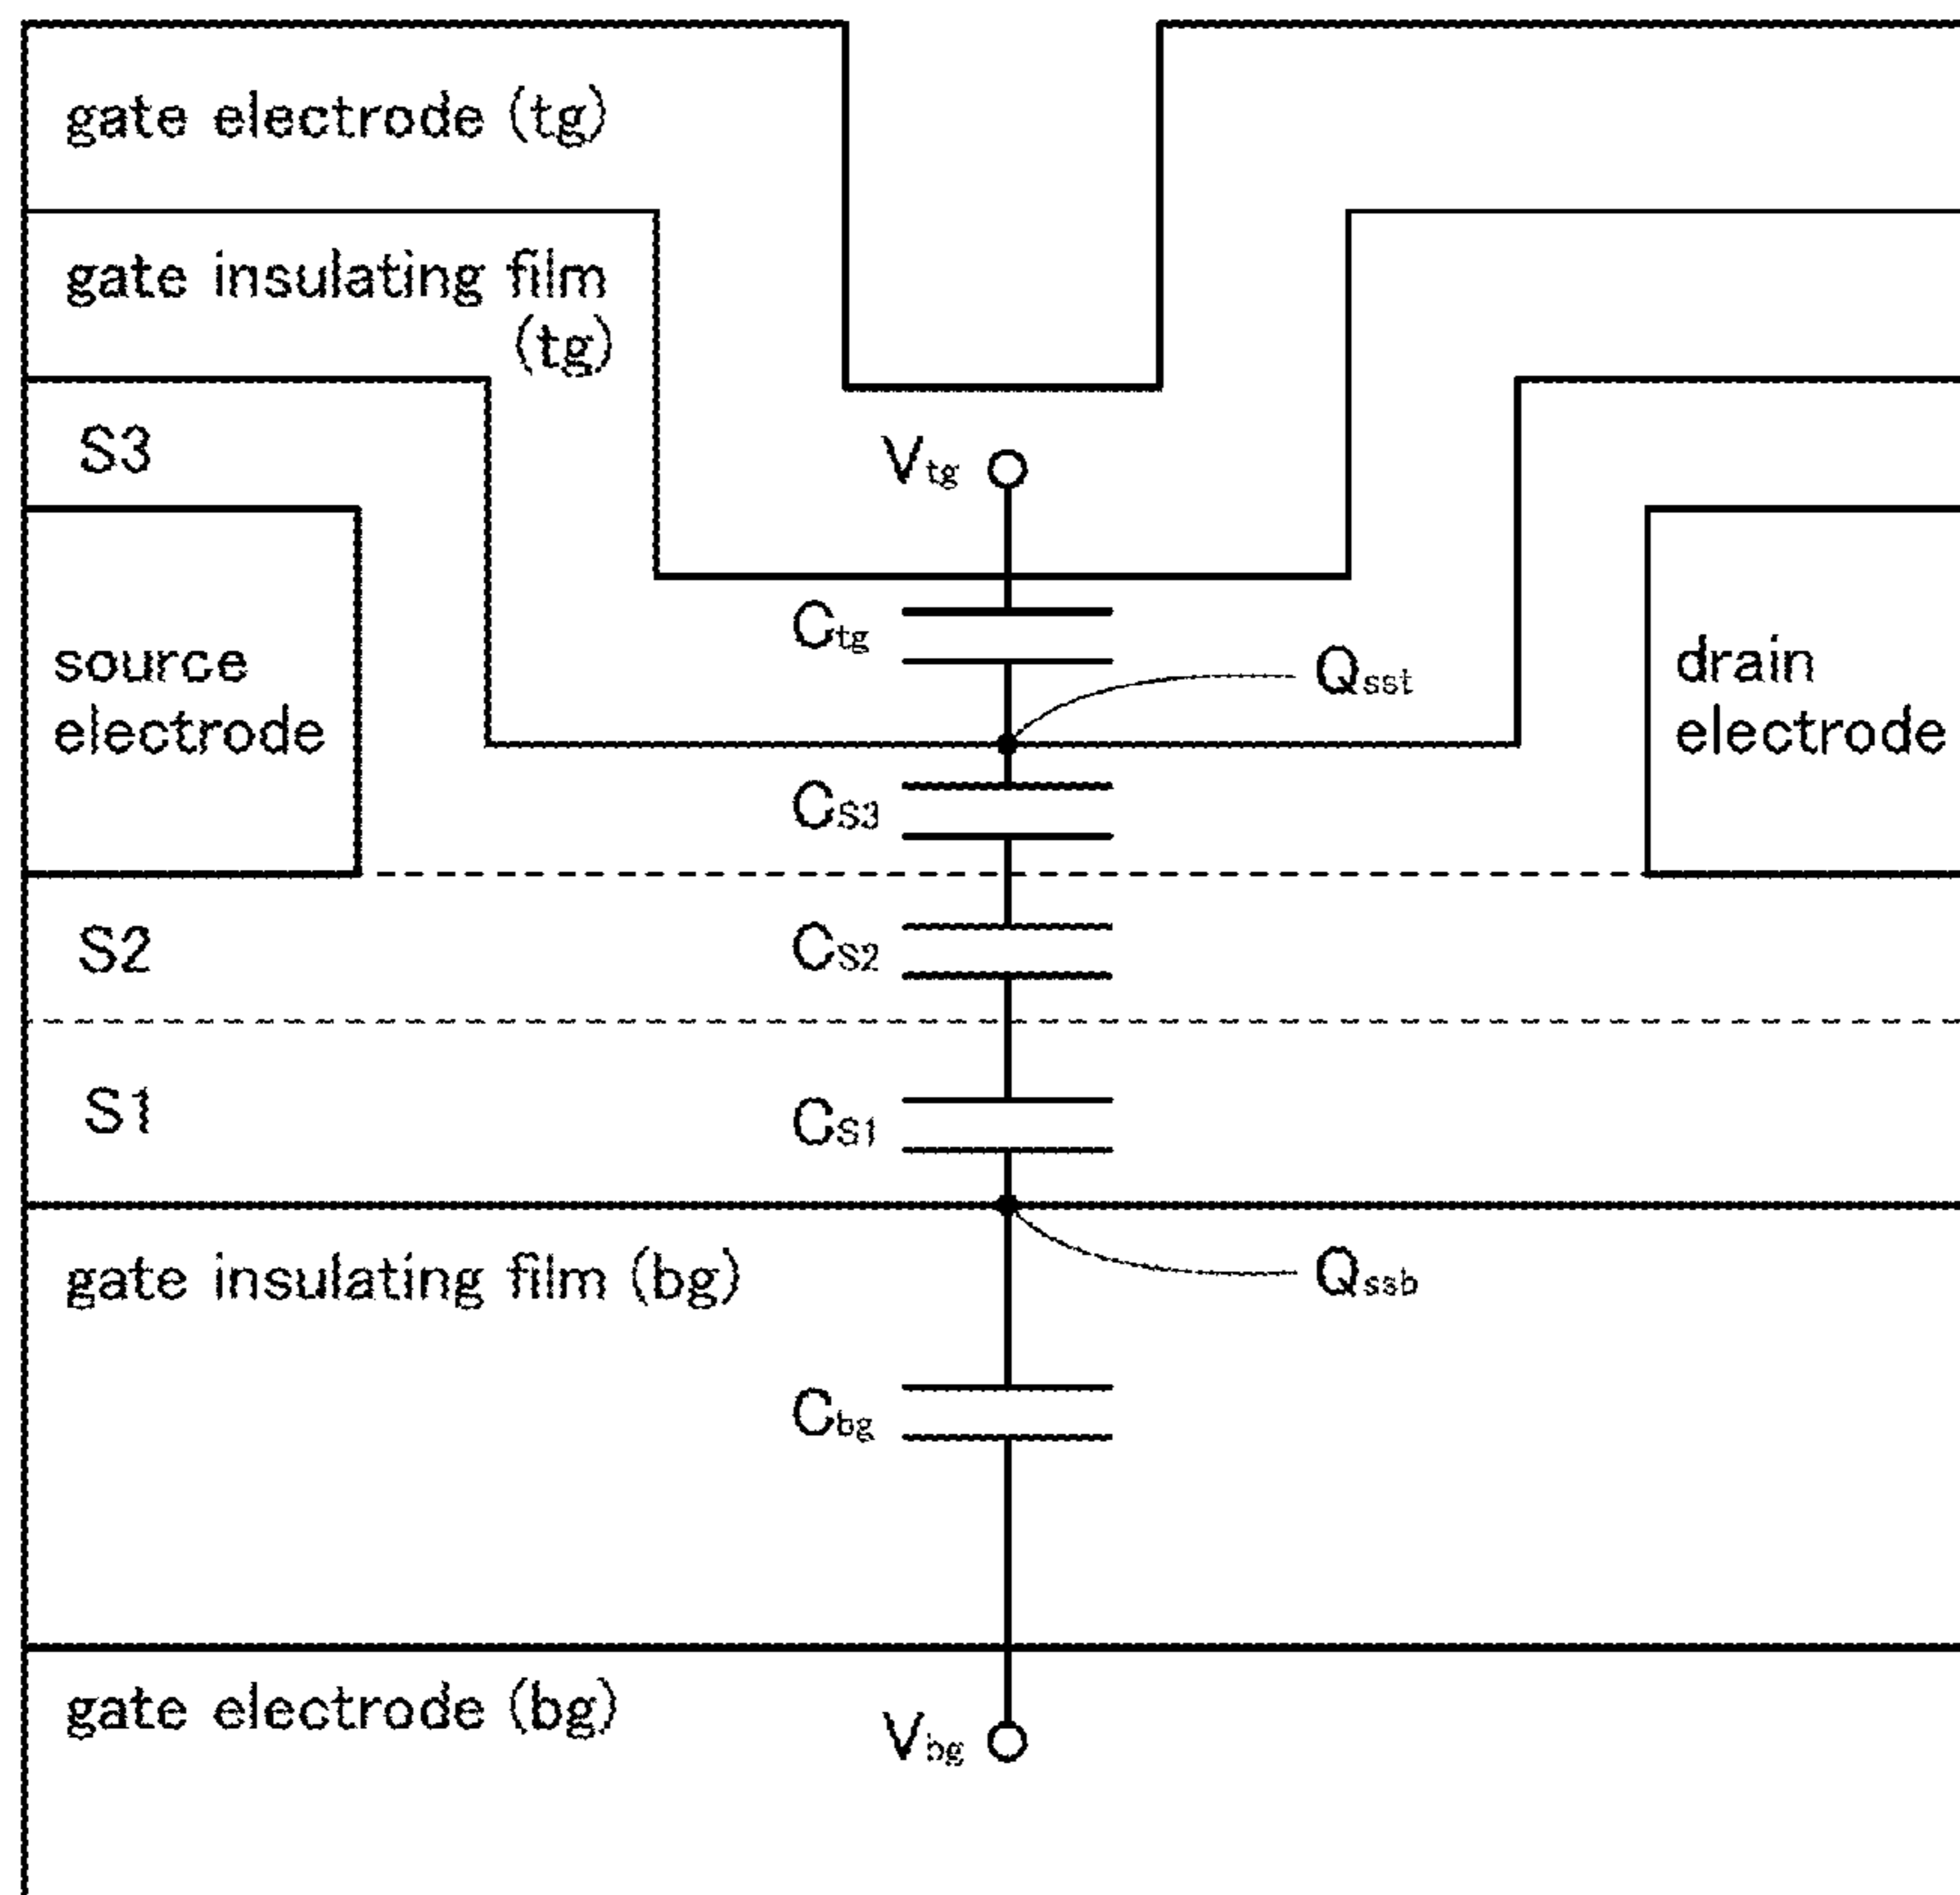 gate electrode (tg)
gate insulating film
(tg)
S3
Vtg
source
electrode
Ctg
Qsst
drain
electrode
CS3
S2
CS2
S1
CS1
gate insulating film (bg)
Qssb
Cbg
gate electrode (bg)
Vbg